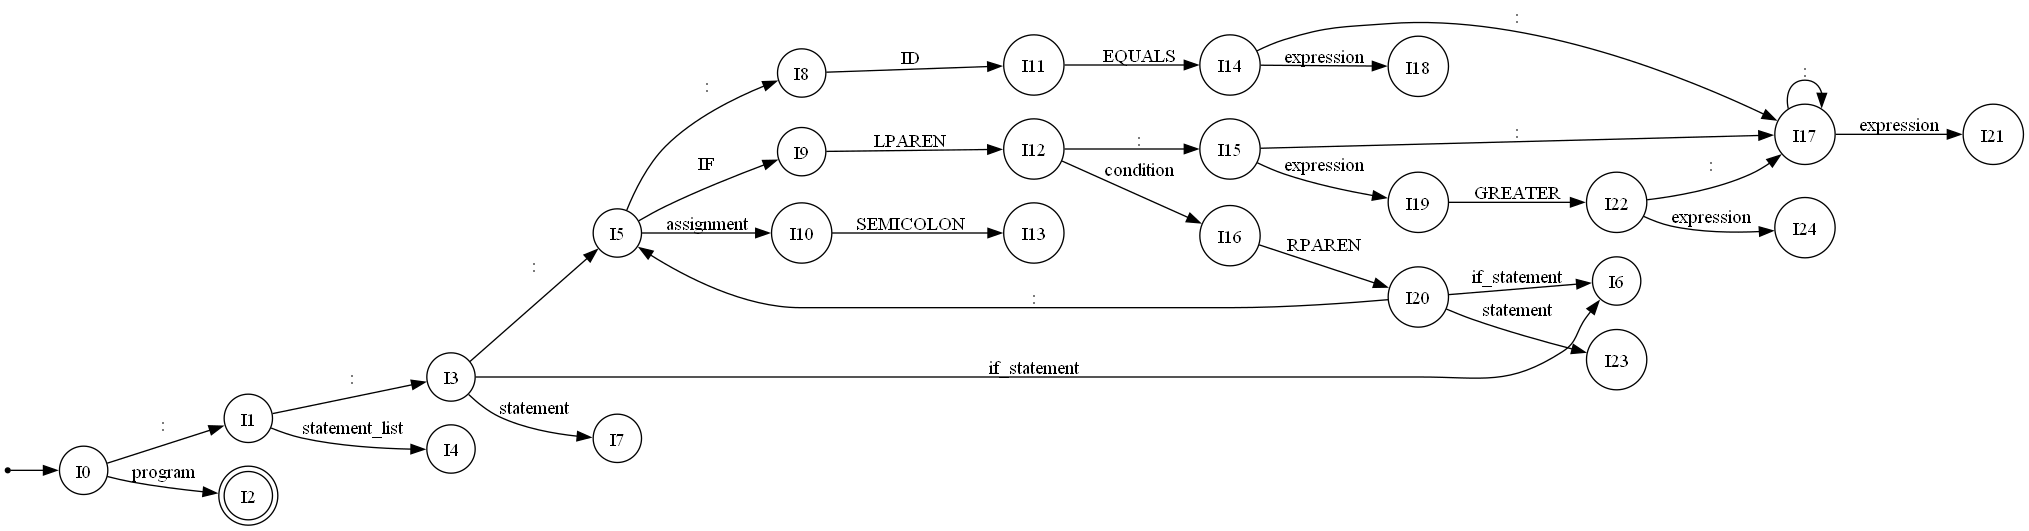 :
ID
EQUALS
expression
I8
I11
I14
I18
:
:
IF
LPAREN
:
condition
:
expression
:
expression
I9
I12
I15
I17
I21
GREATER
I19
I22
:
expression
I24
assignment
SEMICOLON
I5
I10
I13
I16
RPAREN
:
:
if_statement
I6
I20
statement
I23
:
if_statement
I3
statement
I7
:
statement_list
I1
I4
program
I0
I2